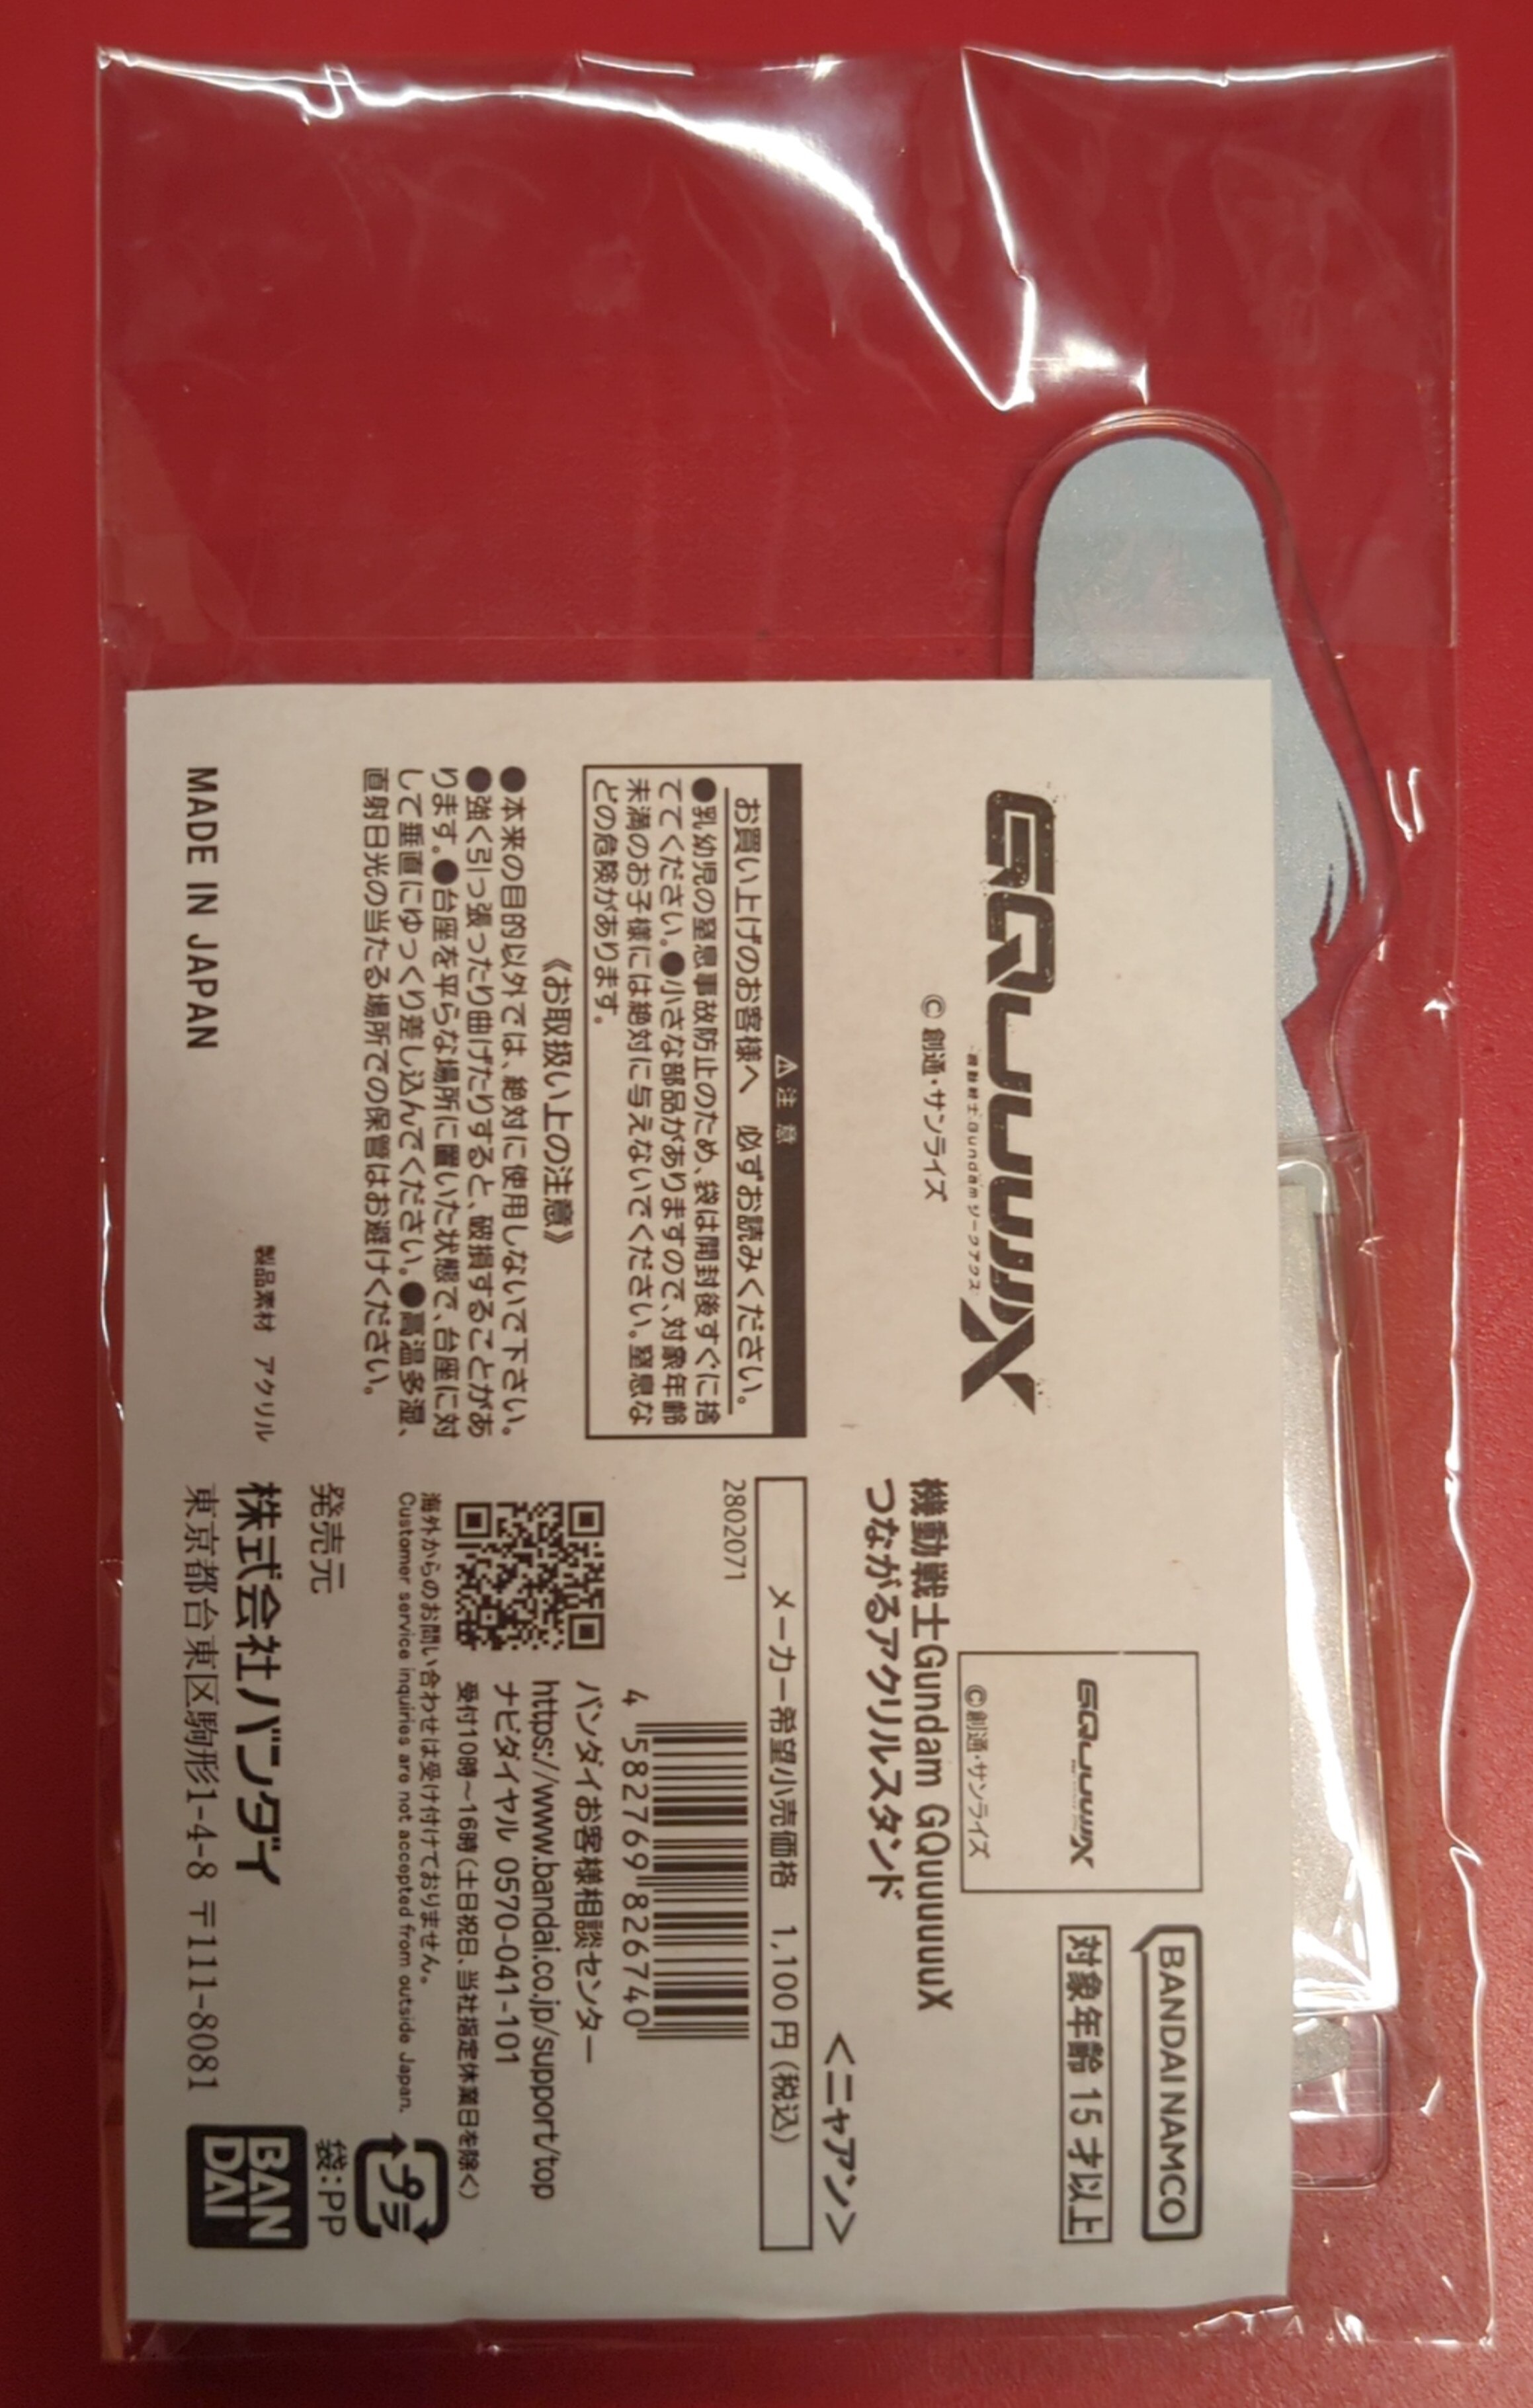 GQuuuuuuX
機動戦士Gundam ジークアクス
© 創通・サンライズ
⚠ 注 意
お買い上げのお客様へ 必ずお読みください。
●乳幼児の窒息事故防止のため、袋は開封後すぐに捨
ててください。●小さな部品がありますので、対象年齢
未満のお子様には絶対に与えないでください。窒息な
どの危険があります。
《お取扱い上の注意》
●本来の目的以外では、絶対に使用しないで下さい。
●強く引っ張ったり曲げたりすると、破損することがあ
ります。●台座を平らな場所に置いた状態で、台座に対
して垂直にゆっくり差し込んでください。●高温多湿、
直射日光の当たる場所での保管はお避けください。
製品素材 アクリル
MADE IN JAPAN
BANDAI NAMCO
対象年齢 15 才以上
GQuuuuuuX
©創通・サンライズ
機動戦士Gundam GQuuuuuuX
つながるアクリルスタンド
<ニャアン>
メーカー希望小売価格 1,100 円 (税込)
2802071
4 582769 826740
バンダイお客様相談センター
https://www.bandai.co.jp/support/top
ナビダイヤル 0570-041-101
受付10時～16時(土日祝日、当社指定休業日を除く)
海外からのお問い合わせは受け付けておりません。
Customer service inquiries are not accepted from outside Japan.
プラ
袋:PP
発売元
株式会社バンダイ
東京都台東区駒形1-4-8 〒111-8081
BAN
DAI